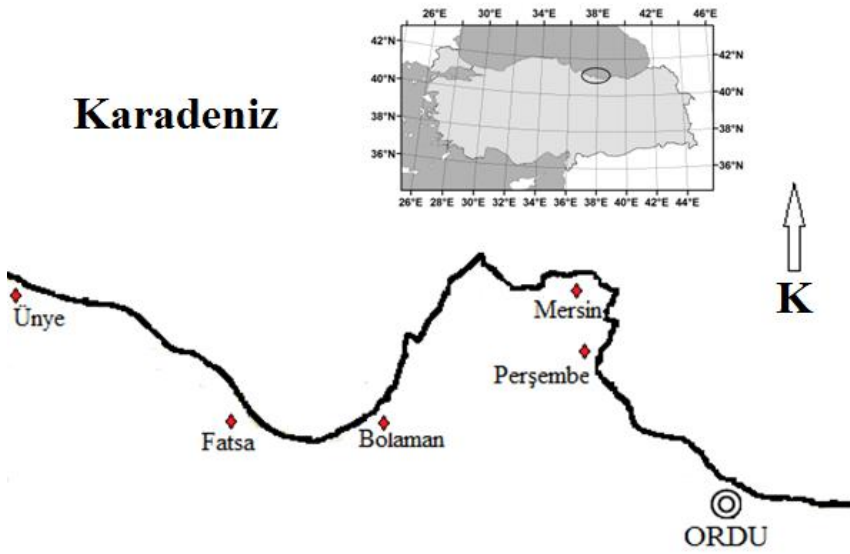 26°E 30°E 34°E 38°E 42°E
42°N 42°N
40°N 40°N
38°N 38°N
36°N 36°N
26°E 28°E 30°E 32°E 34°E 36°E 38°E 40°E 42°E 44°E
Karadeniz
K
Ünye
Mersin
Perşembe
Fatsa
Bolaman
ORDU